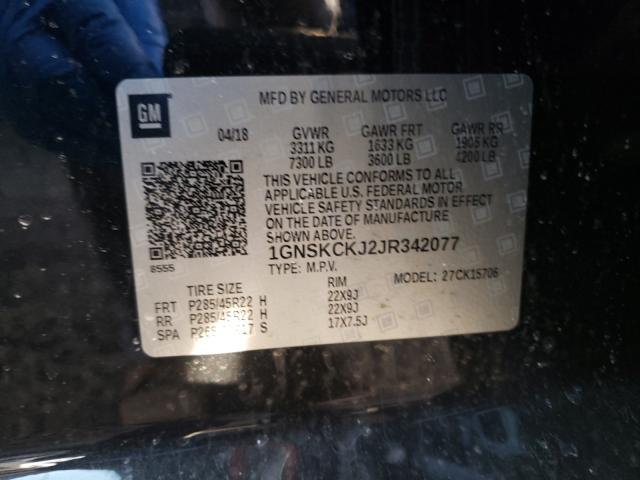 GM
MFD BY GENERAL MOTORS LLC
04/18 GVWR GAWR FRT GAWR RR
3311 KG 1633 KG 1905 KG
7300 LB 3600 LB 4200 LB
THIS VEHICLE CONFORMS TO ALL
APPLICABLE U.S. FEDERAL MOTOR
VEHICLE SAFETY STANDARDS IN EFFECT
ON THE DATE OF MANUFACTURE
SHOWN ABOVE.
1GNSKCKJ2JR342077
8555 TYPE: M.P.V. MODEL: 27CK15706
TIRE SIZE RIM
FRT P285/45R22 H 22X9J
RR P285/45R22 H 22X9J
SPA S 17X7.5J